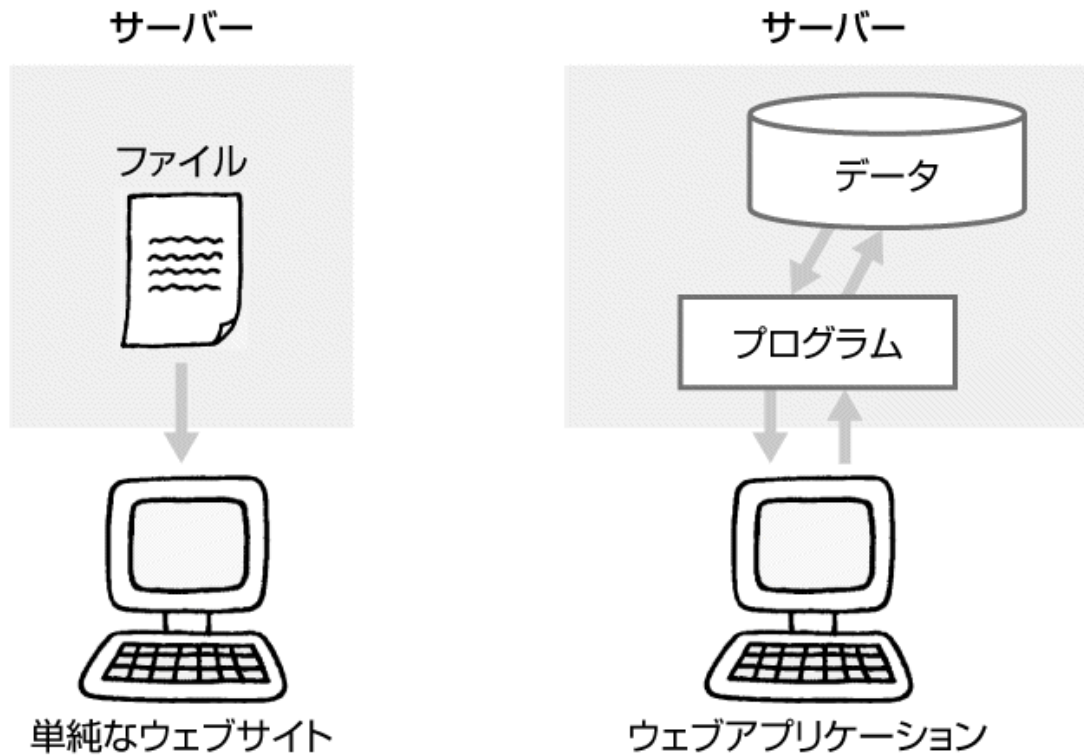 サーバー
ファイル
単純なウェブサイト
サーバー
データ
プログラム
ウェブアプリケーション